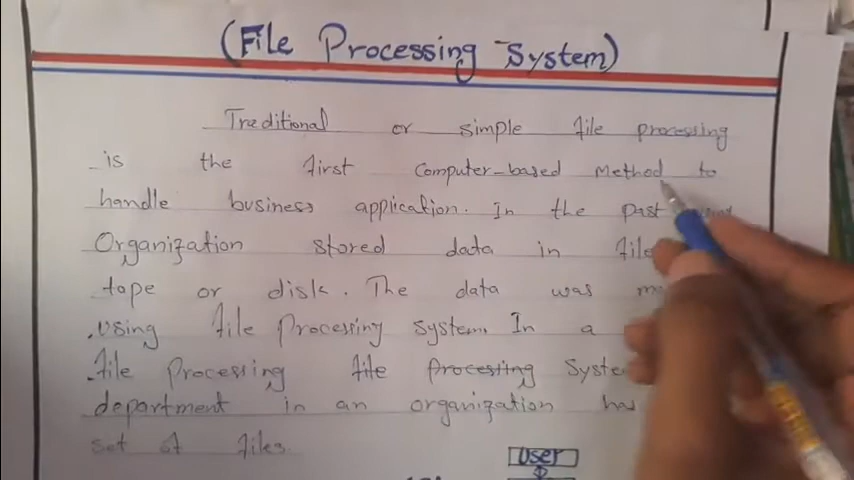 (File Processing System)
Traditional or simple file processing
is the first Computer-based Method to
handle business application. In the past
Organization stored data in file
tape or disk. The data was
using file Processing system. In a
file Processing file processing Syste
department in an organization has
set of files.
User